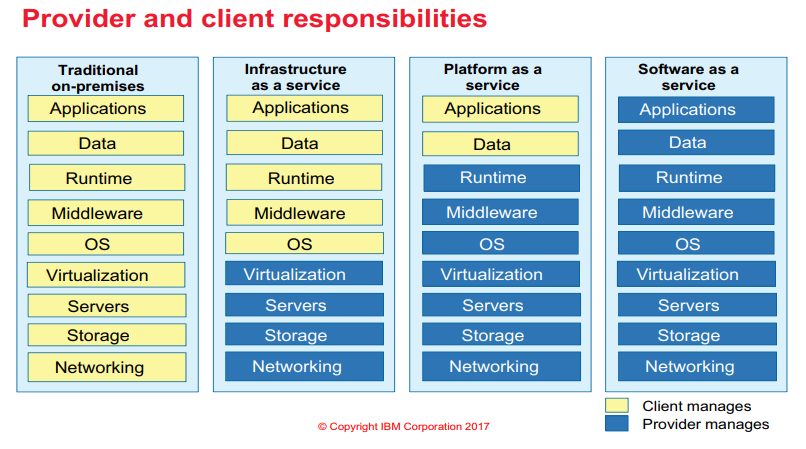 Provider and client responsibilities
Traditional
on-premises
Applications
Data
Runtime
Middleware
OS
Virtualization
Servers
Storage
Networking
Infrastructure
as a service
Applications
Data
Runtime
Middleware
OS
Virtualization
Servers
Storage
Networking
Platform as a
service
Applications
Data
Runtime
Middleware
OS
Virtualization
Servers
Storage
Networking
Software as a
service
Applications
Data
Runtime
Middleware
OS
Virtualization
Servers
Storage
Networking
Client manages
Provider manages
© Copyright IBM Corporation 2017